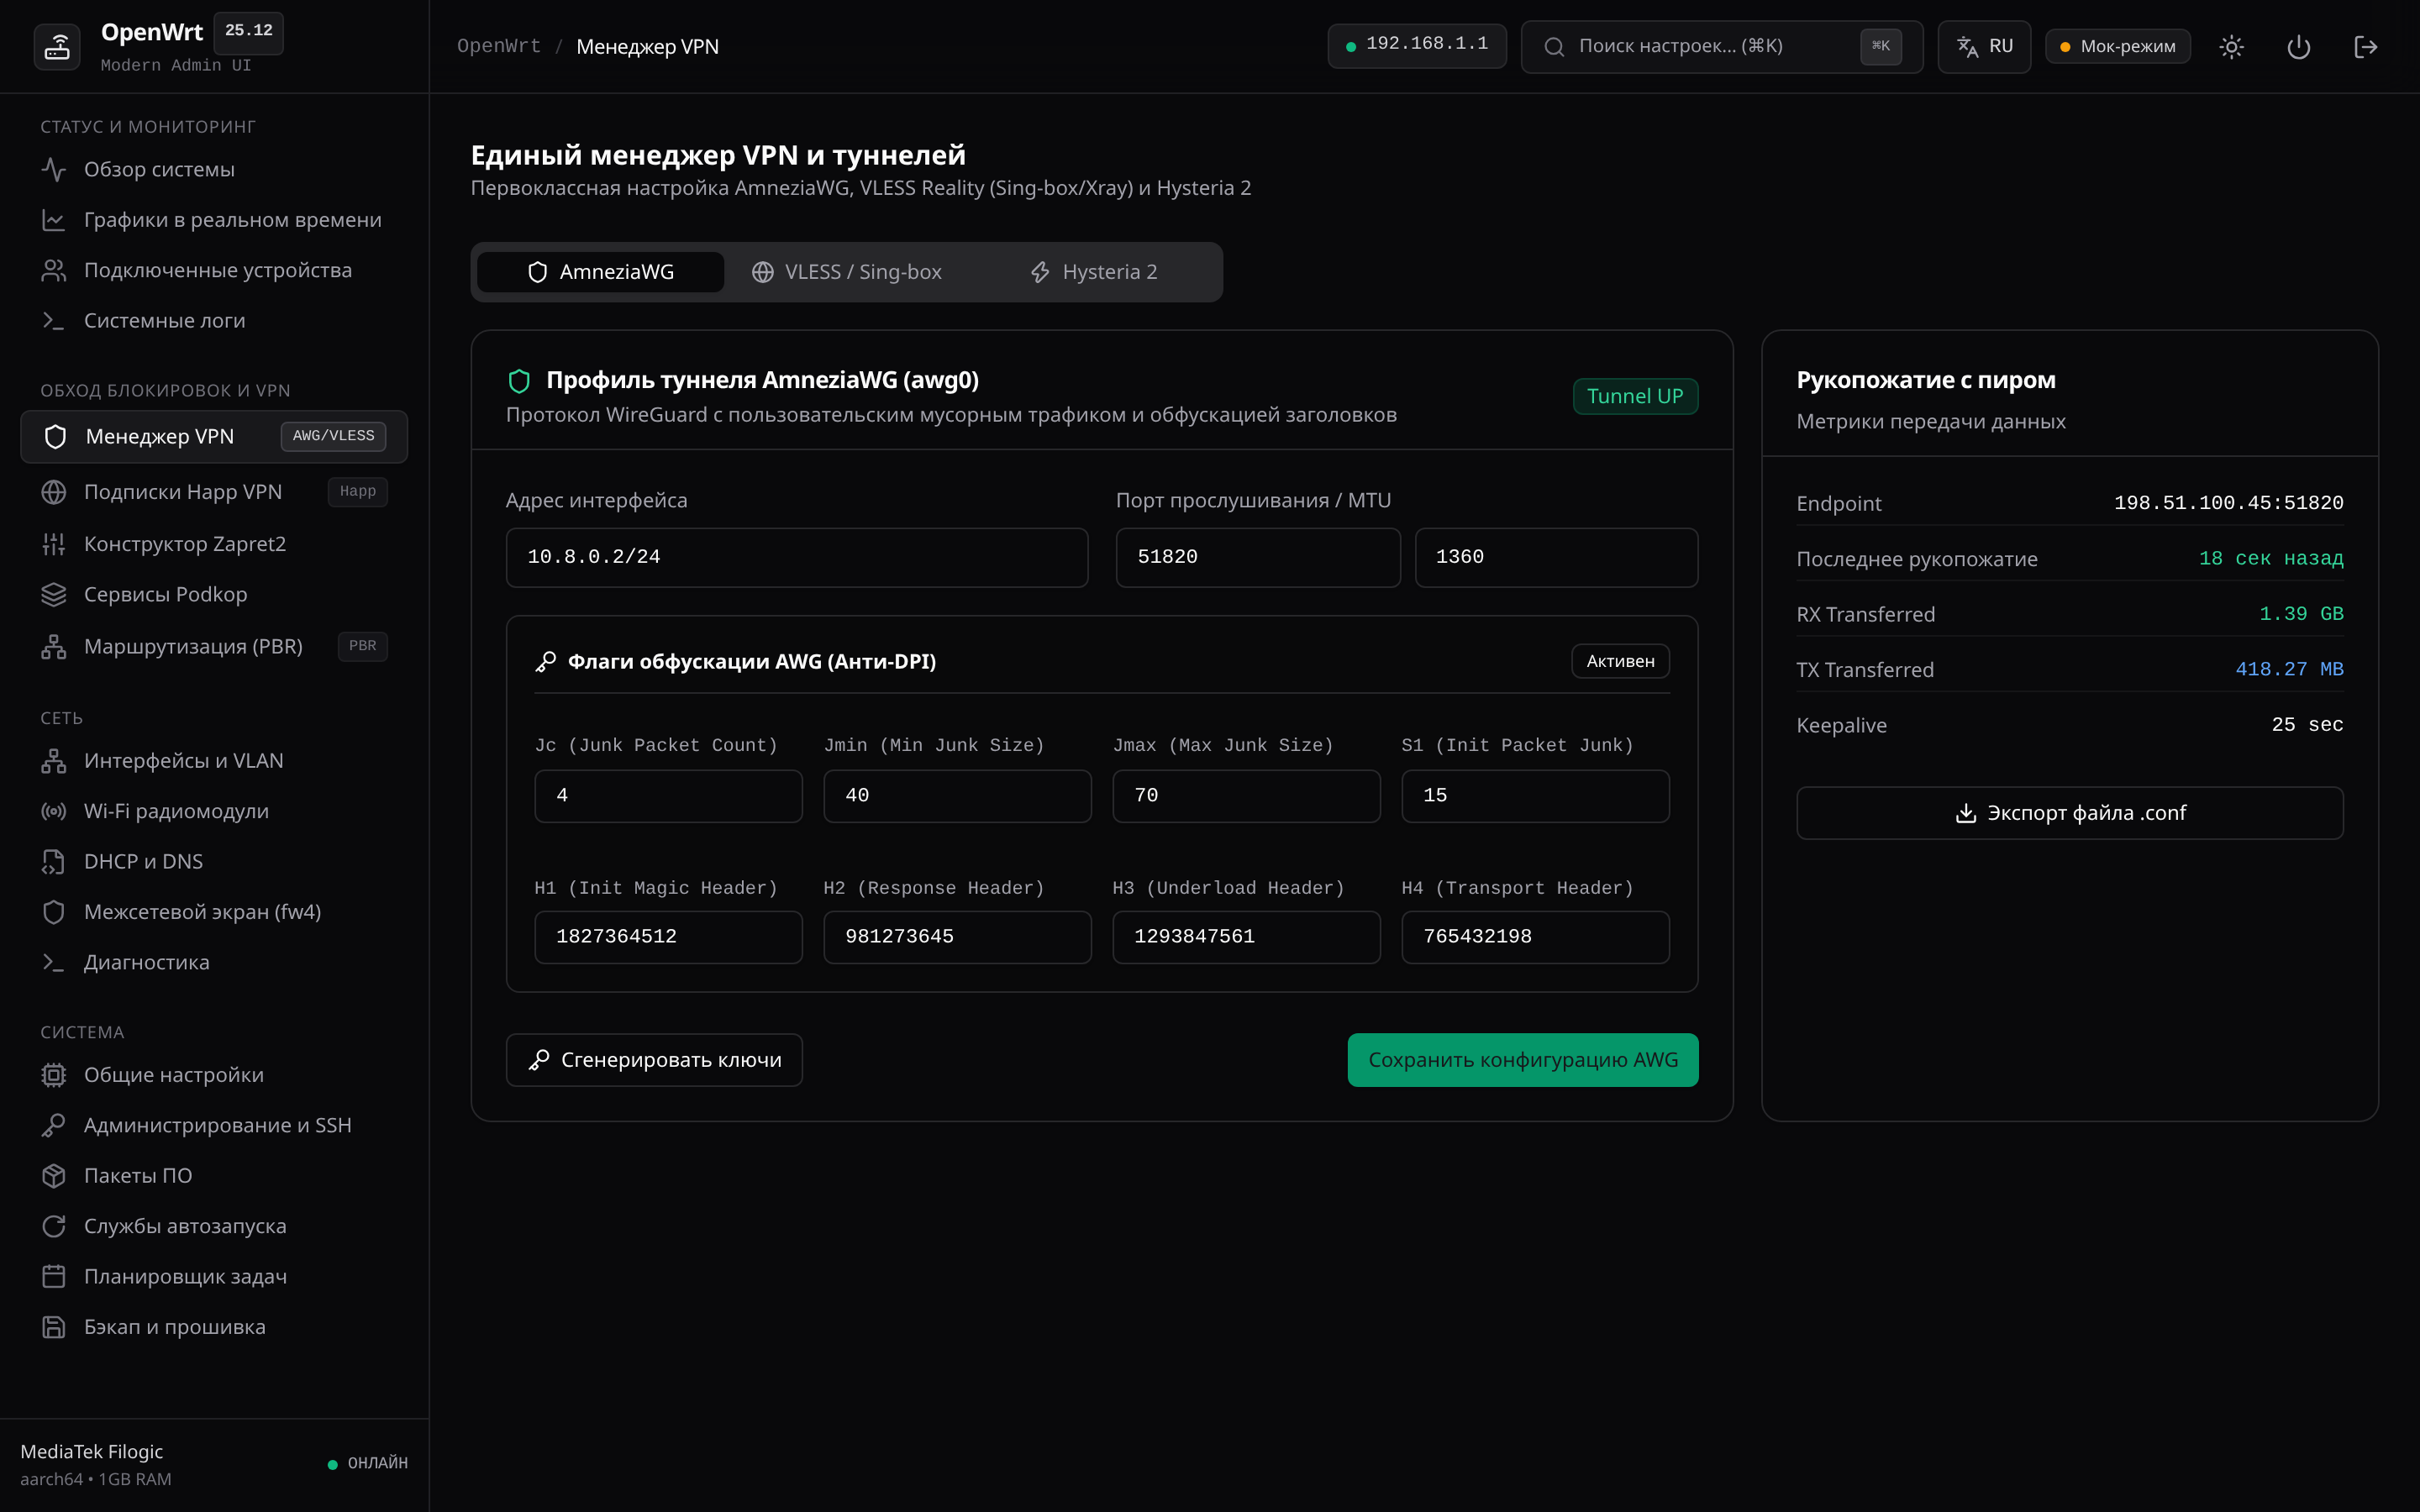 OpenWrt 25.12
Modern Admin UI
OpenWrt / Менеджер VPN
192.168.1.1
Поиск настроек... (⌘K) ⌘K
RU
Мок-режим
СТАТУС И МОНИТОРИНГ
Обзор системы
Графики в реальном времени
Подключенные устройства
Системные логи
ОБХОД БЛОКИРОВОК И VPN
Менеджер VPN AWG/VLESS
Подписки Happ VPN Happ
Конструктор Zapret2
Сервисы Podkop
Маршрутизация (PBR) PBR
СЕТЬ
Интерфейсы и VLAN
Wi-Fi радиомодули
DHCP и DNS
Межсетевой экран (fw4)
Диагностика
СИСТЕМА
Общие настройки
Администрирование и SSH
Пакеты ПО
Службы автозапуска
Планировщик задач
Бэкап и прошивка
MediaTek Filogic
aarch64 • 1GB RAM
ОНЛАЙН
Единый менеджер VPN и туннелей
Первоклассная настройка AmneziaWG, VLESS Reality (Sing-box/Xray) и Hysteria 2
AmneziaWG
VLESS / Sing-box
Hysteria 2
Профиль туннеля AmneziaWG (awg0)
Протокол WireGuard с пользовательским мусорным трафиком и обфускацией заголовков
Tunnel UP
Адрес интерфейса
10.8.0.2/24
Порт прослушивания / MTU
51820
1360
Флаги обфускации AWG (Анти-DPI)
Активен
Jc (Junk Packet Count)
4
Jmin (Min Junk Size)
40
Jmax (Max Junk Size)
70
S1 (Init Packet Junk)
15
H1 (Init Magic Header)
1827364512
H2 (Response Header)
981273645
H3 (Underload Header)
1293847561
H4 (Transport Header)
765432198
Сгенерировать ключи
Сохранить конфигурацию AWG
Рукопожатие с пиром
Метрики передачи данных
Endpoint 198.51.100.45:51820
Последнее рукопожатие 18 сек назад
RX Transferred 1.39 GB
TX Transferred 418.27 MB
Keepalive 25 sec
Экспорт файла .conf